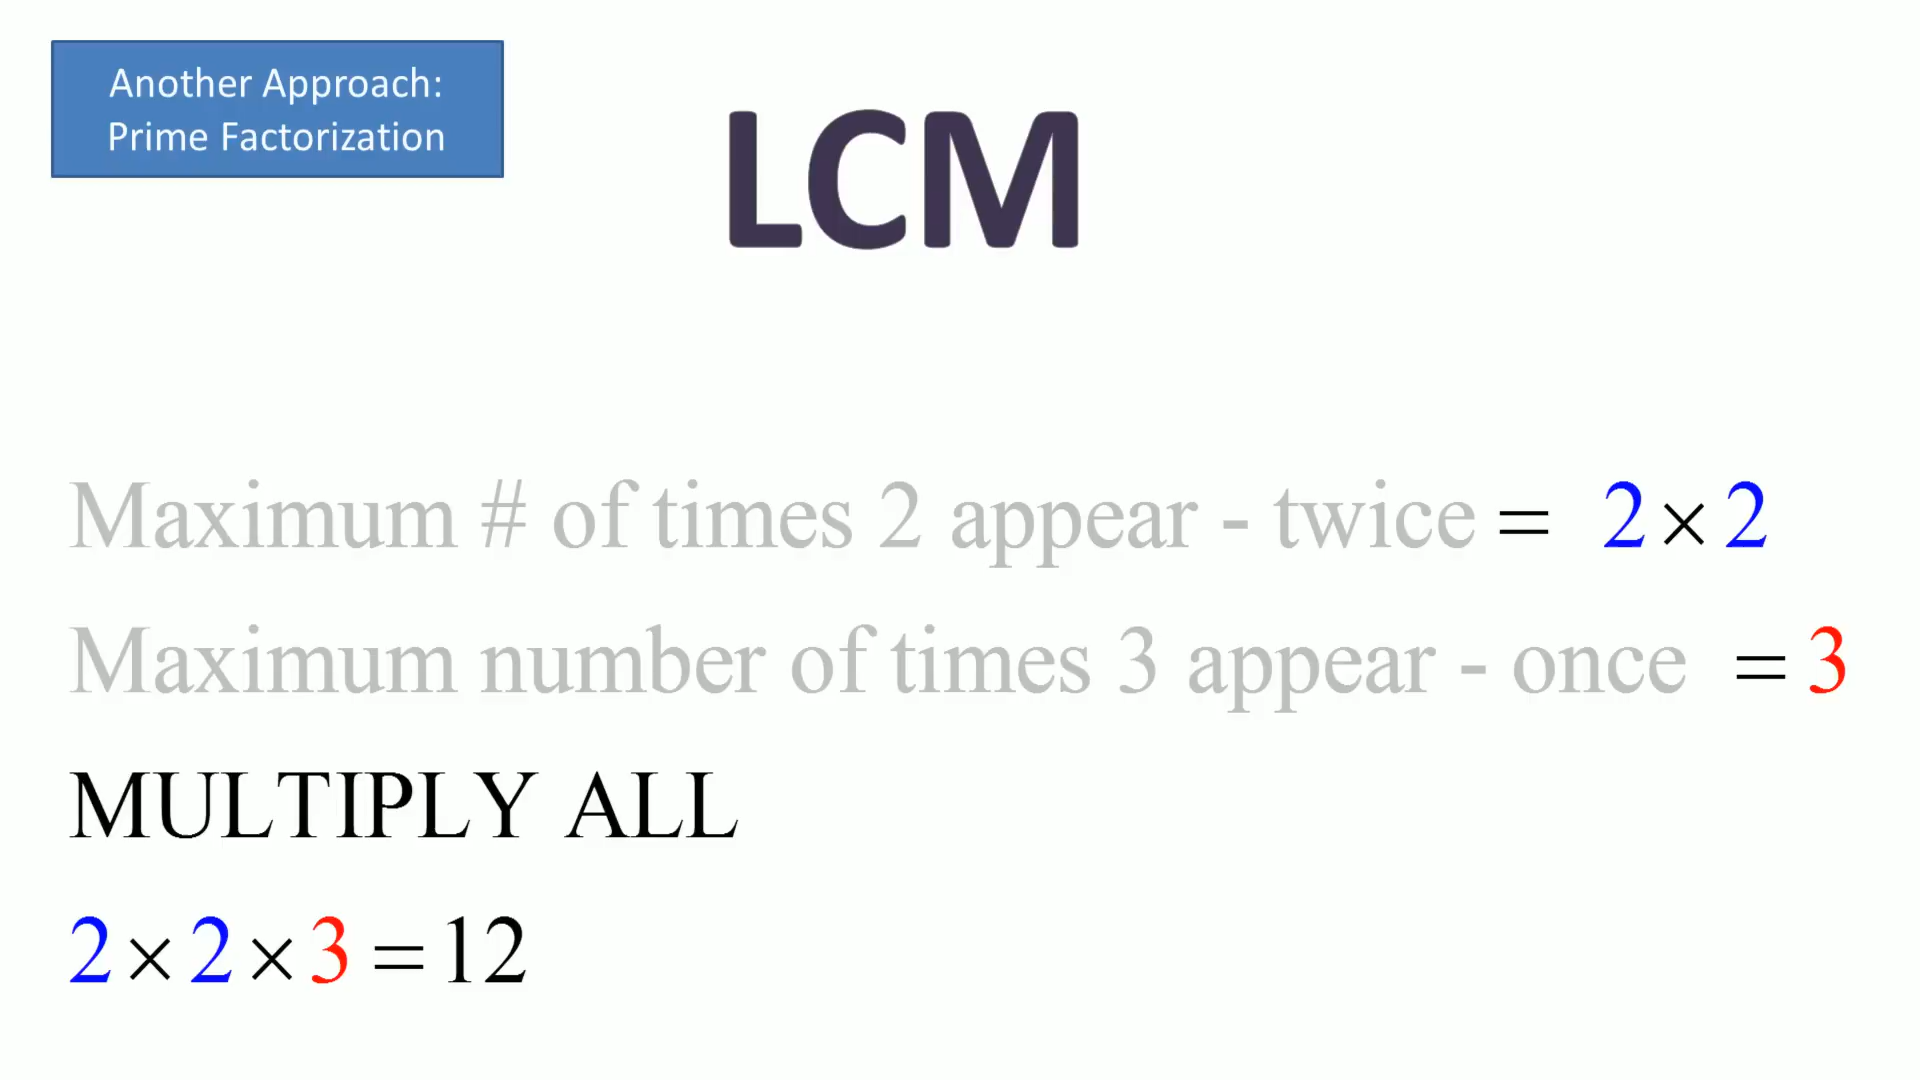 Another Approach:
Prime Factorization
LCM
Maximum # of times 2 appear - twice = 2 × 2
Maximum number of times 3 appear - once = 3
MULTIPLY ALL
2 × 2 × 3 = 12